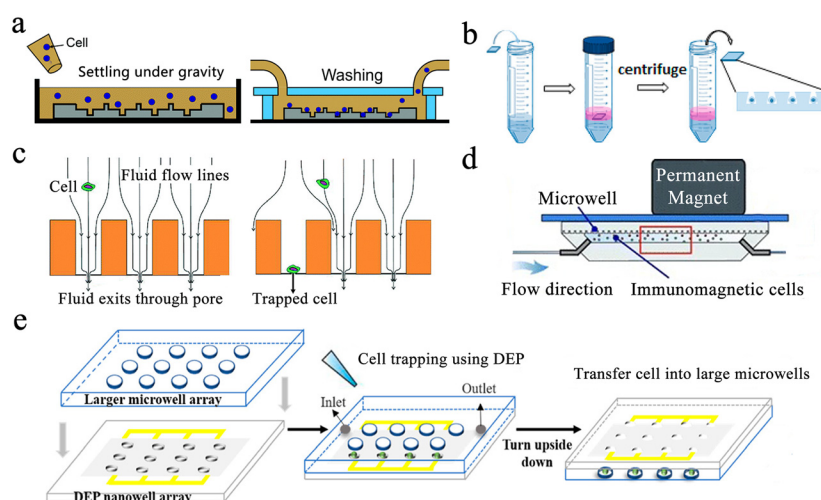 a
Cell
Settling under gravity
Washing
b
centrifuge
c
Cell
Fluid flow lines
Fluid exits through pore
Trapped cell
d
Permanent
Magnet
Microwell
Flow direction
Immunomagnetic cells
e
Larger microwell array
DEP nanowell array
Cell trapping using DEP
Inlet
Outlet
Turn upside
down
Transfer cell into large microwells